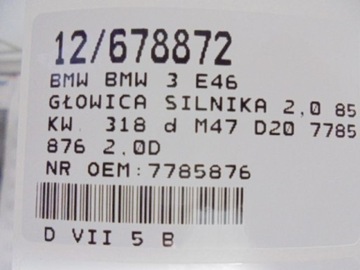 12/678872
BMW BMW 3 E46
GŁOWICA SILNIKA 2,0 85
KW. 318 d M47 D20 7785
876 2.0D
NR OEM:7785876
D VII 5 B